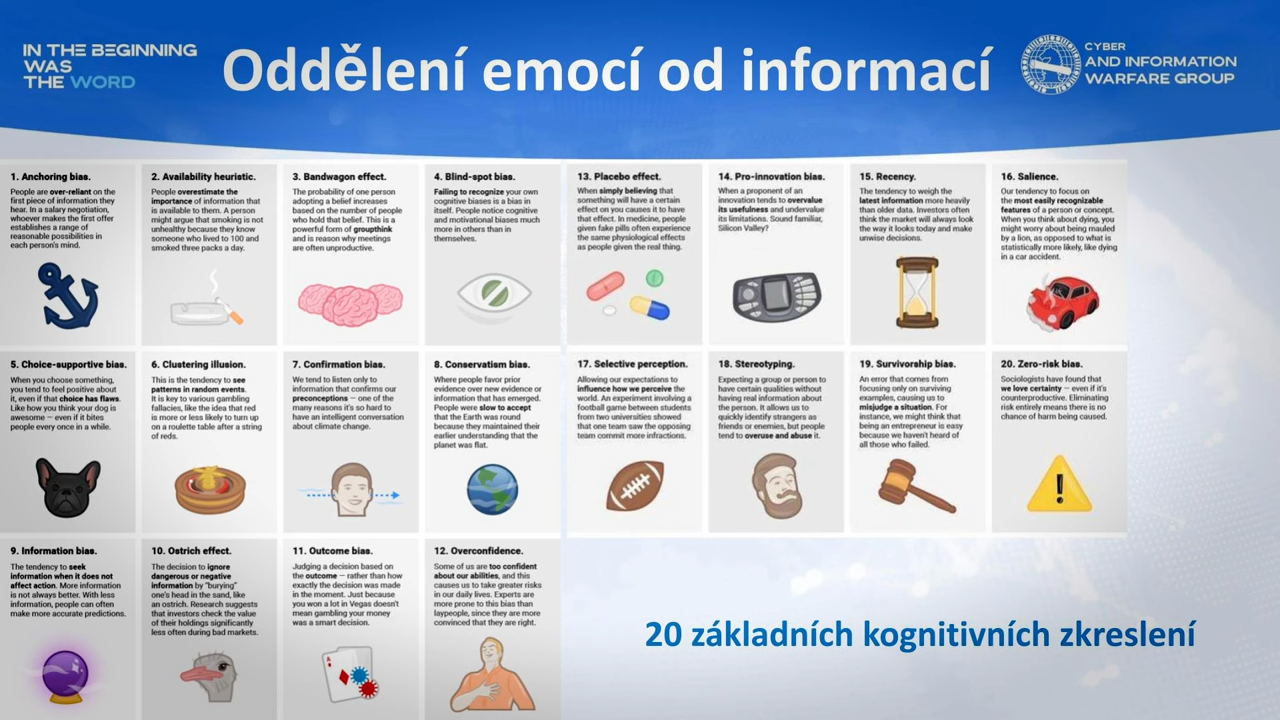 IN THE BEGINNING
WAS
THE WORD
Oddělení emocí od informací
CYBER
AND INFORMATION
WARFARE GROUP
1. Anchoring bias.
People are over-reliant on the
first piece of information they
hear. In a salary negotiation,
whoever makes the first offer
establishes a range of
reasonable possibilities in
each person's mind.
2. Availability heuristic.
People overestimate the
importance of information that
is available to them. A person
might argue that smoking is not
unhealthy because they know
someone who lived to 100 and
smoked three packs a day.
3. Bandwagon effect.
The probability of one person
adopting a belief increases
based on the number of people
who hold that belief. This is a
powerful form of groupthink
and is reason why meetings
are often unproductive.
4. Blind-spot bias.
Failing to recognize your own
cognitive biases is a bias in
itself. People notice cognitive
and motivational biases much
more in others than in
themselves.
13. Placebo effect.
When simply believing that
something will have a certain
effect on you causes it to have
that effect. In medicine, people
given fake pills often experience
the same physiological effects
as people given the real thing.
14. Pro-innovation bias.
When a proponent of an
innovation tends to overvalue
its usefulness and undervalue
its limitations. Sound familiar,
Silicon Valley?
15. Recency.
The tendency to weigh the
latest information more heavily
than older data. Investors often
think the market will always look
the way it looks today and make
unwise decisions.
16. Salience.
Our tendency to focus on
the most easily recognizable
features of a person or concept.
When you think about dying, you
might worry about being mauled
by a lion, as opposed to what is
statistically more likely, like dying
in a car accident.
5. Choice-supportive bias.
When you choose something,
you tend to feel positive about
it, even if that choice has flaws.
Like how you think your dog is
awesome — even if it bites
people every once in a while.
6. Clustering illusion.
This is the tendency to see
patterns in random events.
It is key to various gambling
fallacies, like the idea that red
is more or less likely to turn up
on a roulette table after a string
of reds.
7. Confirmation bias.
We tend to listen only to
information that confirms our
preconceptions — one of the
many reasons it's so hard to
have an intelligent conversation
about climate change.
8. Conservatism bias.
Where people favor prior
evidence over new evidence or
information that has emerged.
People were slow to accept
that the Earth was round
because they maintained their
earlier understanding that the
planet was flat.
17. Selective perception.
Allowing our expectations to
influence how we perceive the
world. An experiment involving a
football game between students
from two universities showed
that one team saw the opposing
team commit more infractions.
18. Stereotyping.
Expecting a group or person to
have certain qualities without
having real information about
the person. It allows us to
quickly identify strangers as
friends or enemies, but people
tend to overuse and abuse it.
19. Survivorship bias.
An error that comes from
focusing only on surviving
examples, causing us to
misjudge a situation. For
instance, we might think that
being an entrepreneur is easy
because we haven't heard of
all those who failed.
20. Zero-risk bias.
Sociologists have found that
we love certainty — even if it's
counterproductive. Eliminating
risk entirely means there is no
chance of harm being caused.
9. Information bias.
The tendency to seek
information when it does not
affect action. More information
is not always better. With less
information, people can often
make more accurate predictions.
10. Ostrich effect.
The decision to ignore
dangerous or negative
information by "burying"
one's head in the sand, like
an ostrich. Research suggests
that investors check the value
of their holdings significantly
less often during bad markets.
11. Outcome bias.
Judging a decision based on
the outcome — rather than how
exactly the decision was made
in the moment. Just because
you won a lot in Vegas doesn't
mean gambling your money
was a smart decision.
12. Overconfidence.
Some of us are too confident
about our abilities, and this
causes us to take greater risks
in our daily lives. Experts are
more prone to this bias than
laypeople, since they are more
convinced that they are right.
20 základních kognitivních zkreslení